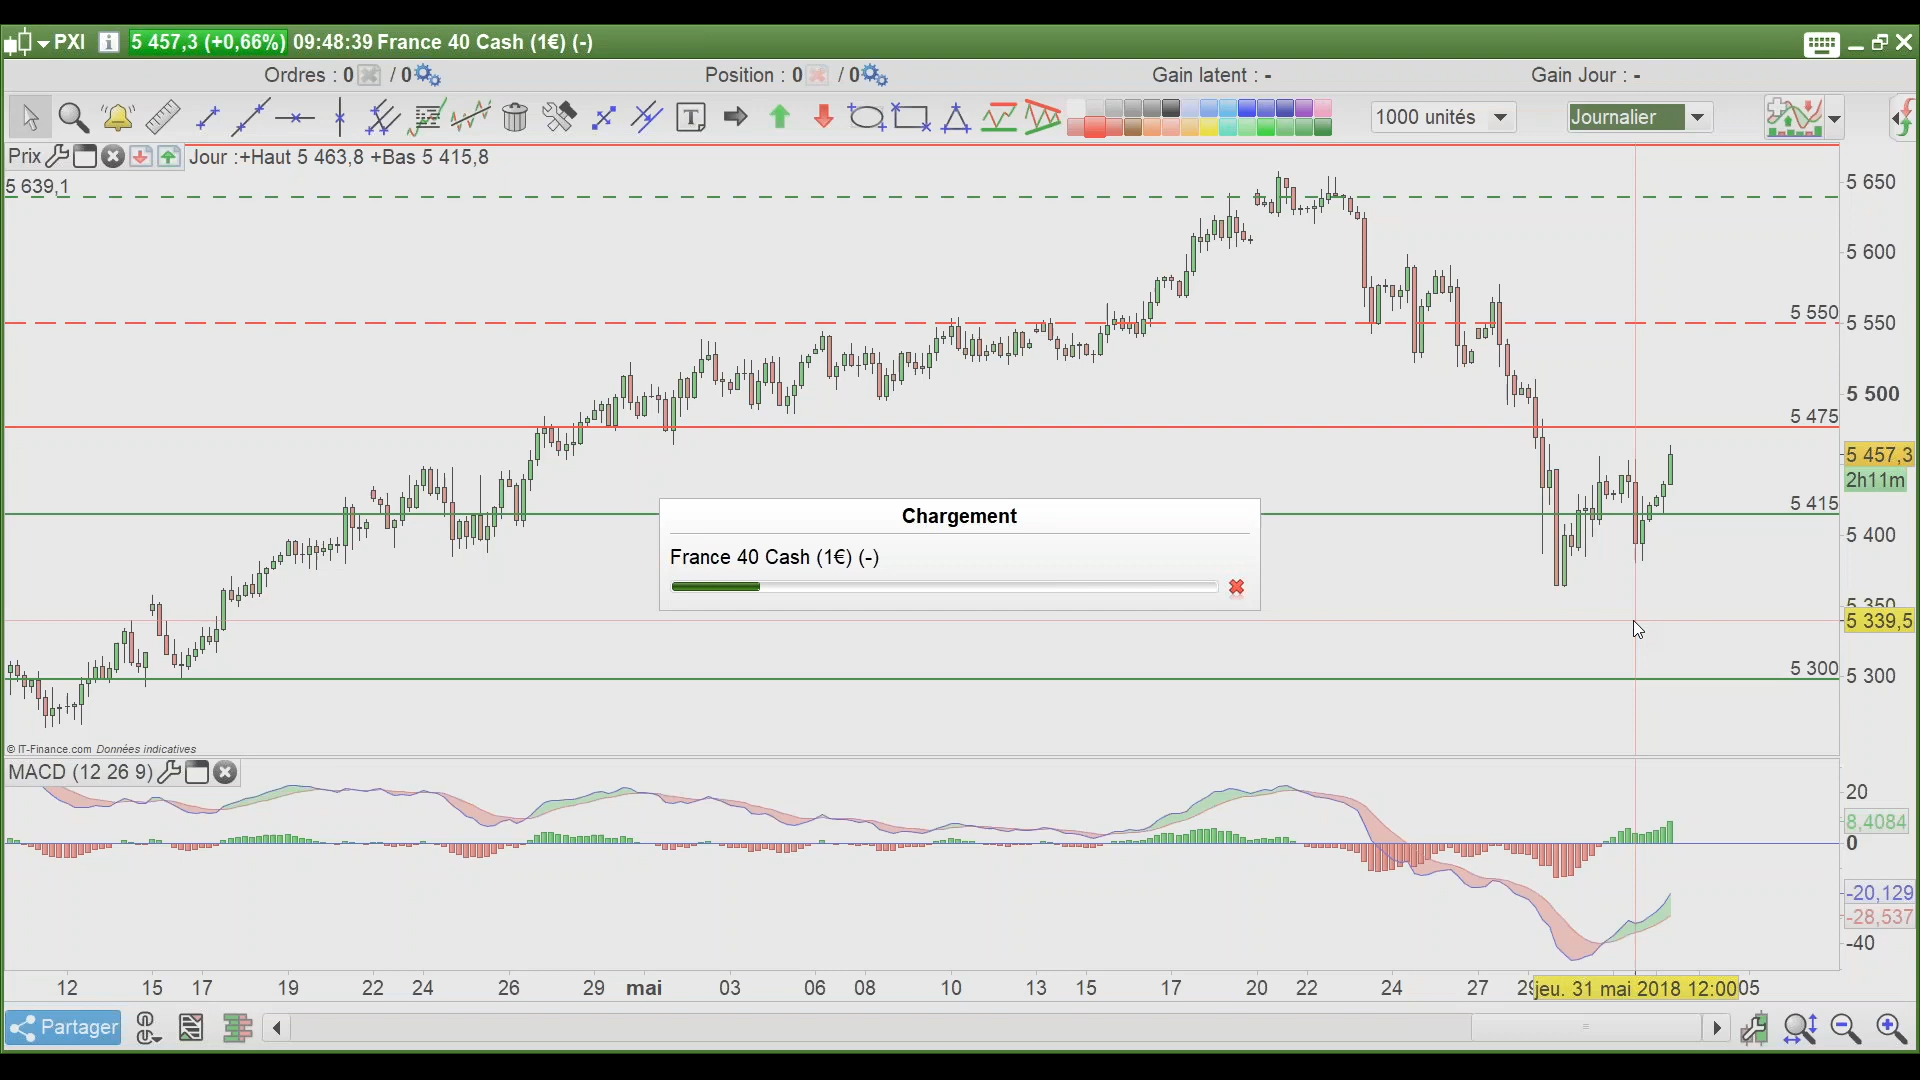 PXI 5 457,3 (+0,66%) 09:48:39 France 40 Cash (1€) (-)
Ordres : 0 / 0 Position : 0 / 0 Gain latent : - Gain Jour : -
T 1000 unités Journalier
Prix Jour :+Haut 5 463,8 +Bas 5 415,8
5 639,1
5 650
5 600
5 550
5 550
5 500
5 475
5 457,3
2h11m
5 415
5 400
Chargement
France 40 Cash (1€) (-)
5 350
5 339,5
5 300
5 300
© IT-Finance.com Données indicatives
MACD (12 26 9)
20
8,4084
0
-20,129
-28,537
-40
12 15 17 19 22 24 26 29 mai 03 06 08 10 13 15 17 20 22 24 27 29 jeu. 31 mai 2018 12:00 05
Partager